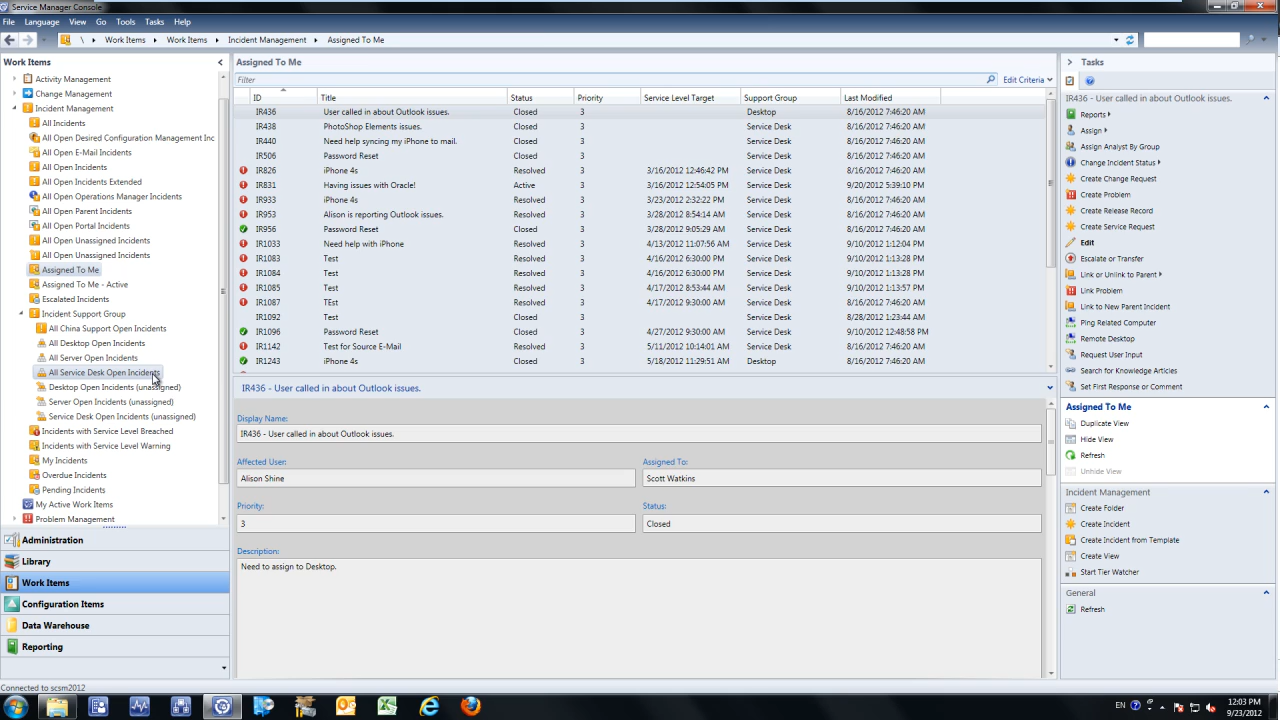 Service Manager Console
File Language View Go Tools Tasks Help
\ Work Items Work Items Incident Management Assigned To Me
Work Items
Activity Management
Change Management
Incident Management
All Incidents
All Open Desired Configuration Management Inc
All Open E-Mail Incidents
All Open Incidents
All Open Incidents Extended
All Open Operations Manager Incidents
All Open Parent Incidents
All Open Portal Incidents
All Open Unassigned Incidents
All Open Unassigned Incidents
Assigned To Me
Assigned To Me - Active
Escalated Incidents
Incident Support Group
All China Support Open Incidents
All Desktop Open Incidents
All Server Open Incidents
All Service Desk Open Incidents
Desktop Open Incidents (unassigned)
Server Open Incidents (unassigned)
Service Desk Open Incidents (unassigned)
Incidents with Service Level Breached
Incidents with Service Level Warning
My Incidents
Overdue Incidents
Pending Incidents
My Active Work Items
Problem Management
Administration
Library
Work Items
Configuration Items
Data Warehouse
Reporting
Connected to scsm2012
Assigned To Me
Filter Edit Criteria
ID Title Status Priority Service Level Target Support Group Last Modified
IR436 User called in about Outlook issues. Closed 3 Desktop 8/16/2012 7:46:20 AM
IR438 PhotoShop Elements issues. Closed 3 Service Desk 8/16/2012 7:46:20 AM
IR440 Need help syncing my iPhone to mail. Closed 3 Service Desk 8/16/2012 7:46:20 AM
IR506 Password Reset Closed 3 Service Desk 8/16/2012 7:46:20 AM
IR826 iPhone 4s Resolved 3 3/16/2012 12:46:42 PM Service Desk 8/16/2012 7:46:20 AM
IR831 Having issues with Oracle! Active 3 3/16/2012 12:54:05 PM Service Desk 9/20/2012 5:39:10 PM
IR933 iPhone 4s Resolved 3 3/23/2012 2:32:22 PM Service Desk 8/16/2012 7:46:20 AM
IR953 Alison is reporting Outlook issues. Resolved 3 3/28/2012 8:54:14 AM Service Desk 8/16/2012 7:46:20 AM
IR956 Password Reset Closed 3 3/28/2012 9:05:29 AM Service Desk 8/16/2012 7:46:20 AM
IR1033 Need help with iPhone Resolved 3 4/13/2012 11:07:56 AM Service Desk 9/10/2012 1:12:04 PM
IR1083 Test Resolved 3 4/16/2012 6:30:00 PM Service Desk 9/10/2012 1:13:28 PM
IR1084 Test Resolved 3 4/16/2012 6:30:00 PM Service Desk 9/10/2012 1:13:28 PM
IR1085 Test Resolved 3 4/17/2012 8:53:44 AM Service Desk 9/10/2012 1:13:57 PM
IR1087 TEst Resolved 3 4/17/2012 9:30:00 AM Service Desk 8/16/2012 7:46:20 AM
IR1092 Test Closed 3 Service Desk 8/28/2012 1:23:44 AM
IR1096 Password Reset Closed 3 4/27/2012 9:30:00 AM Service Desk 9/10/2012 12:48:58 PM
IR1142 Test for Source E-Mail Resolved 3 5/11/2012 10:14:01 AM Service Desk 8/16/2012 7:46:20 AM
IR1243 iPhone 4s Closed 3 5/18/2012 11:29:51 AM Desktop 8/16/2012 7:46:20 AM
IR436 - User called in about Outlook issues.
Display Name:
IR436 - User called in about Outlook issues.
Affected User: Assigned To:
Alison Shine Scott Watkins
Priority: Status:
3 Closed
Description:
Need to assign to Desktop.
Tasks
IR436 - User called in about Outlook issues.
Reports
Assign
Assign Analyst By Group
Change Incident Status
Create Change Request
Create Problem
Create Release Record
Create Service Request
Edit
Escalate or Transfer
Link or Unlink to Parent
Link Problem
Link to New Parent Incident
Ping Related Computer
Remote Desktop
Request User Input
Search for Knowledge Articles
Set First Response or Comment
Assigned To Me
Duplicate View
Hide View
Refresh
Unhide View
Incident Management
Create Folder
Create Incident
Create Incident from Template
Create View
Start Tier Watcher
General
Refresh
EN 12:03 PM
9/23/2012